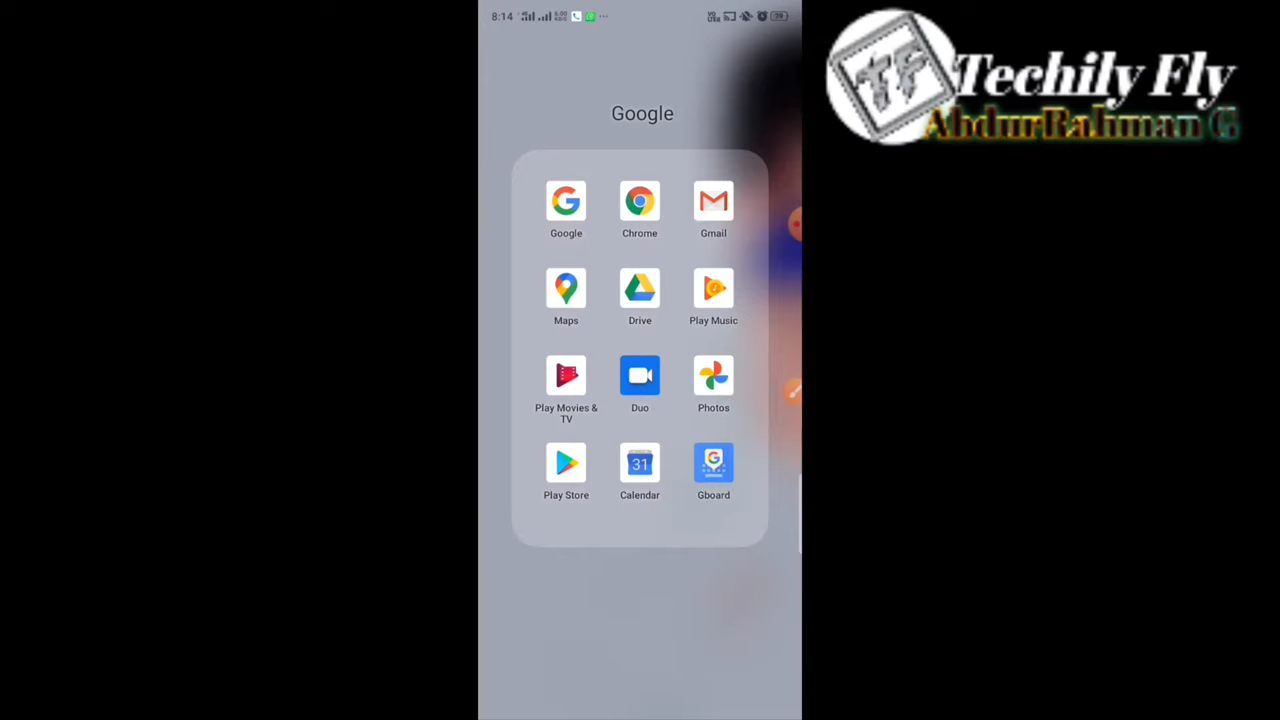 8:14
Techily Fly
AbdurRahman G
Google
Google
Chrome
Gmail
Maps
Drive
Play Music
Play Movies &
TV
Duo
Photos
Play Store
31
Calendar
Gboard